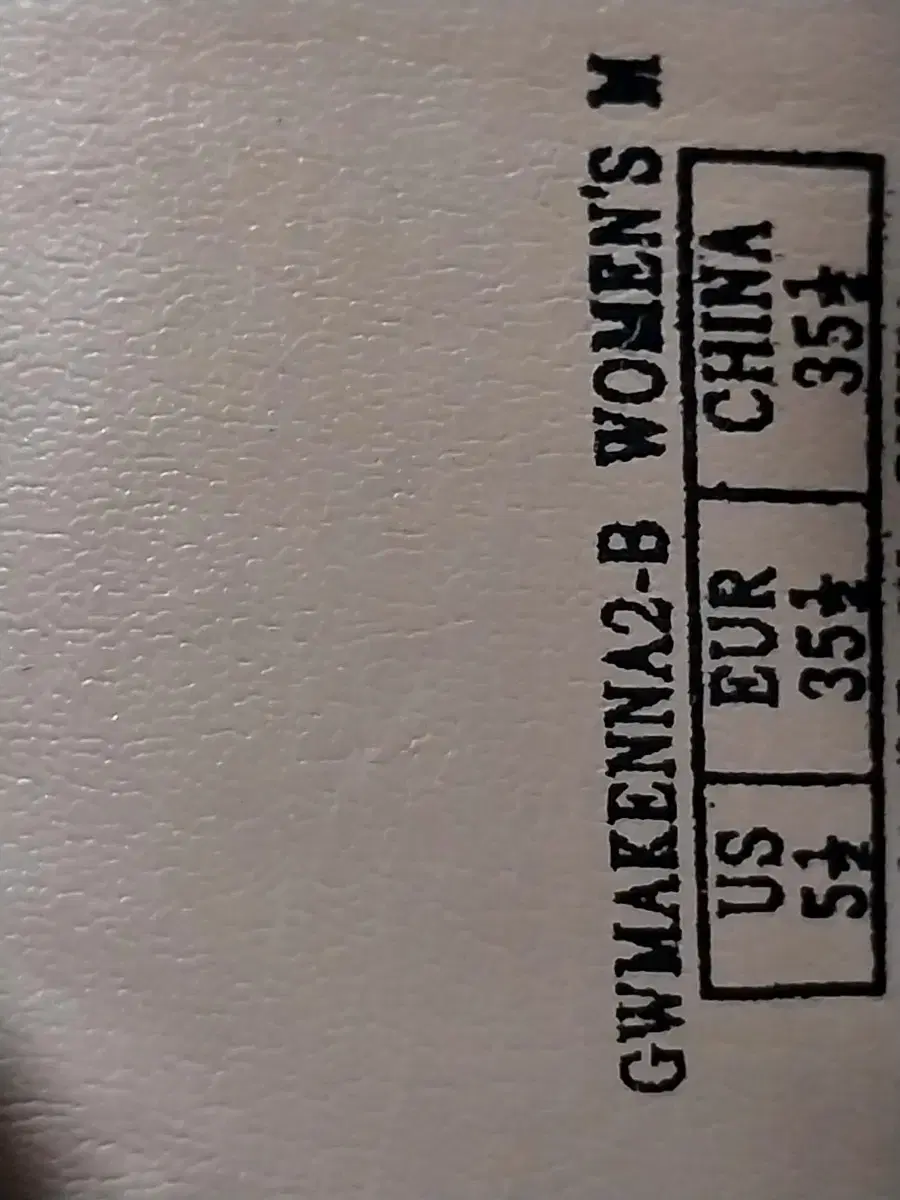 GWMAKENNA2-B WOMEN'S M
US EUR CHINA
5½ 35½ 35½